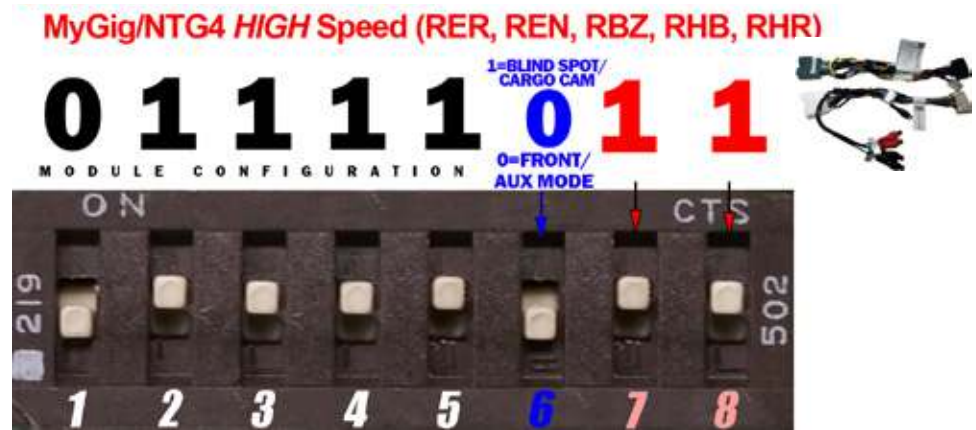 MyGig/NTG4 HIGH Speed (RER, REN, RBZ, RHB, RHR)
1=BLIND SPOT/
CARGO CAM
0 1 1 1 1 0 1 1
MODULE CONFIGURATION
0=FRONT/
AUX MODE
ON
CTS
219
502
1 2 3 4 5 6 7 8